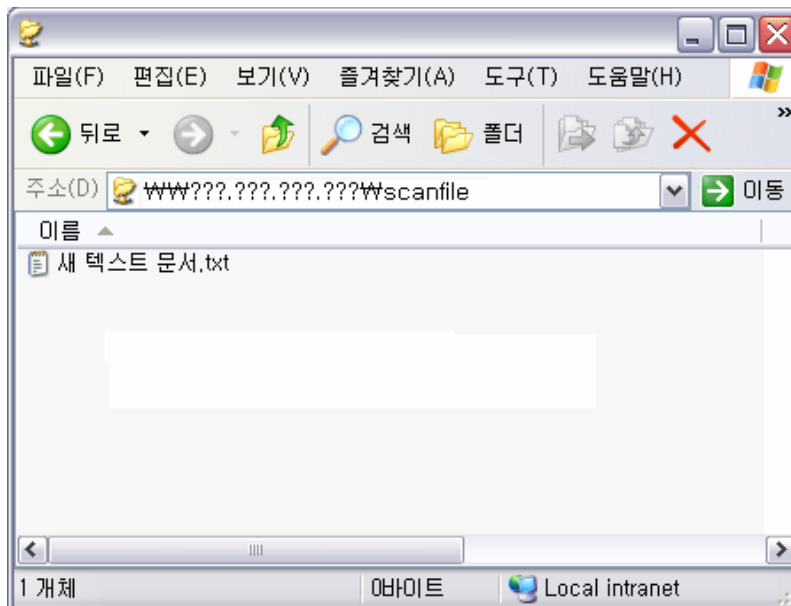 파일(F) 편집(E) 보기(V) 즐겨찾기(A) 도구(T) 도움말(H)
뒤로 검색 폴더 »
주소(D) ₩₩???.???.???.???₩scanfile 이동
이름
새 텍스트 문서.txt
1 개체 0바이트 Local intranet